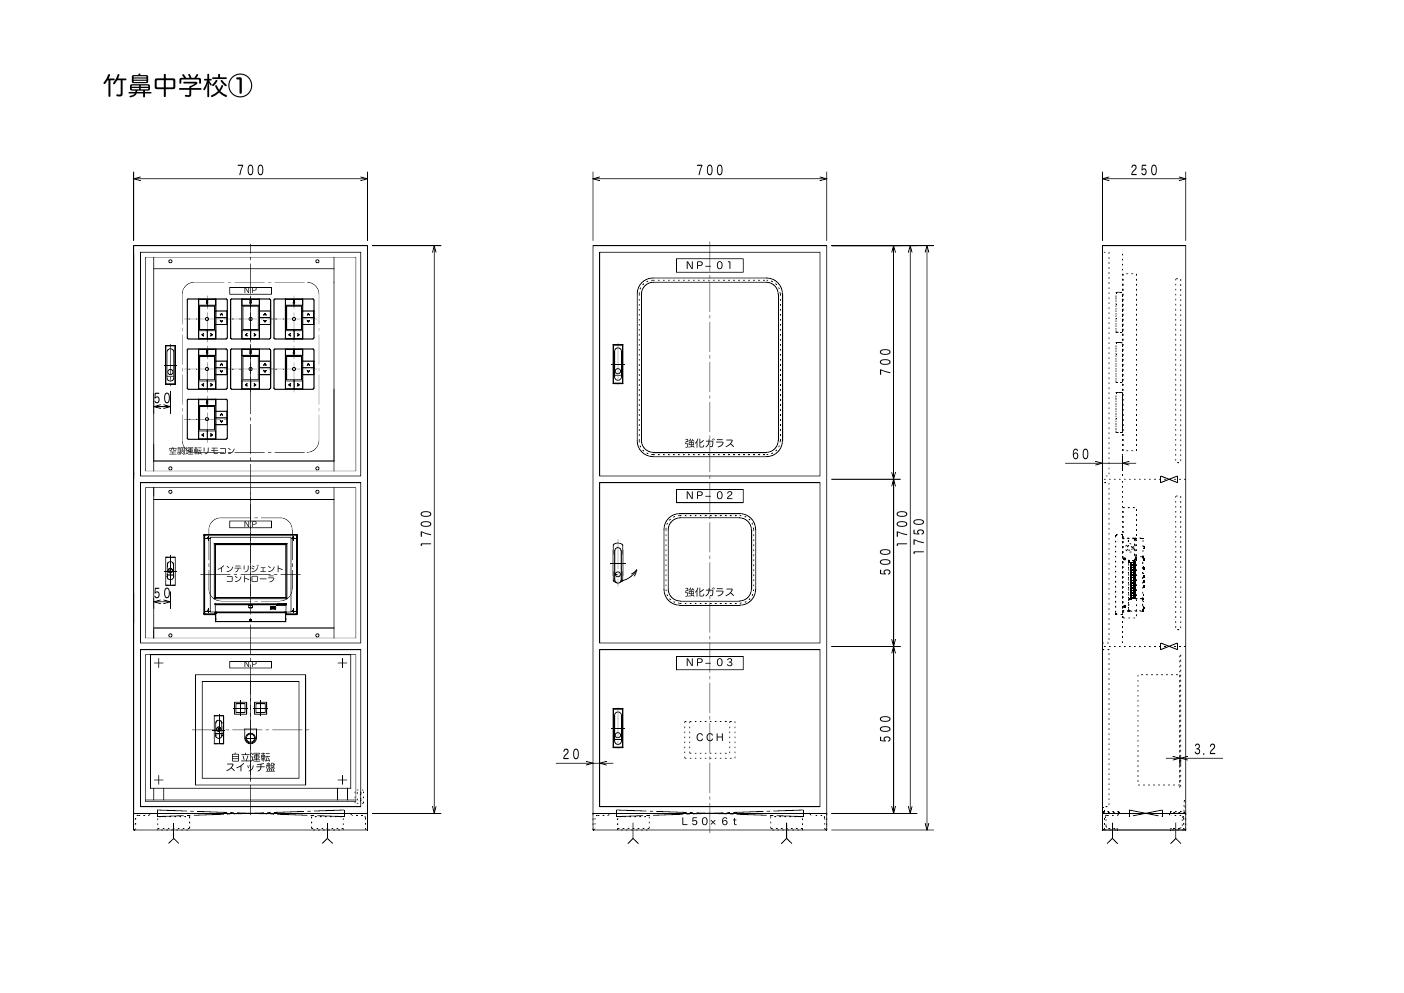 竹鼻中学校①
700
700
250
NP
NP-01
50
700
空調運転リモコン
強化ガラス
60
NP
NP-02
1700
1700
1750
インテリジェント
コントローラ
500
50
強化ガラス
NP
NP-03
500
CCH
20
3.2
自立運転
スイッチ盤
L50×6t